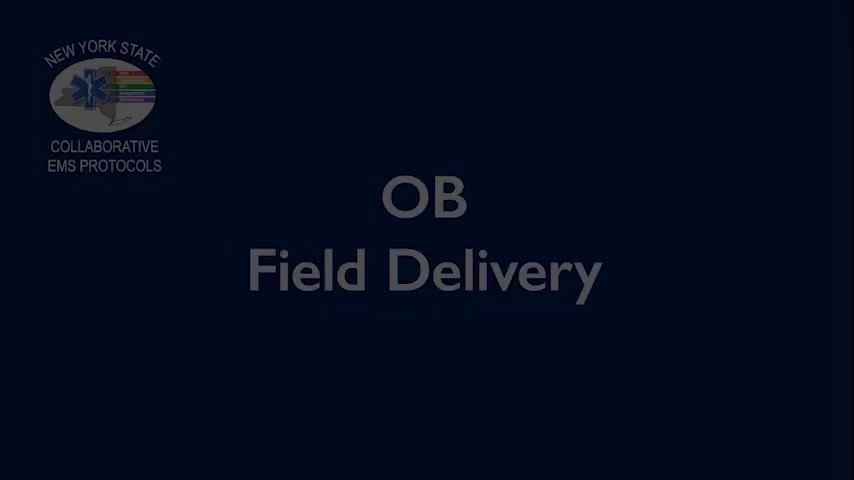 NEW YORK STATE
COLLABORATIVE
EMS PROTOCOLS
OB
Field Delivery